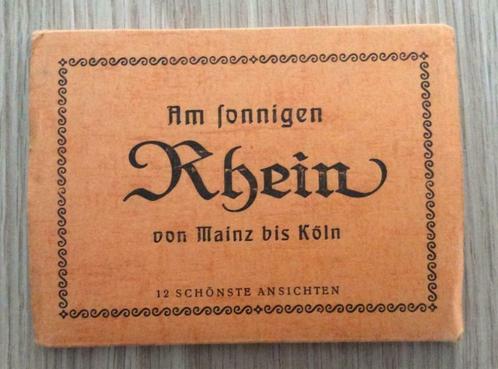 Am ſonnigen
Rhein
von Mainz bis Köln
12 SCHÖNSTE ANSICHTEN